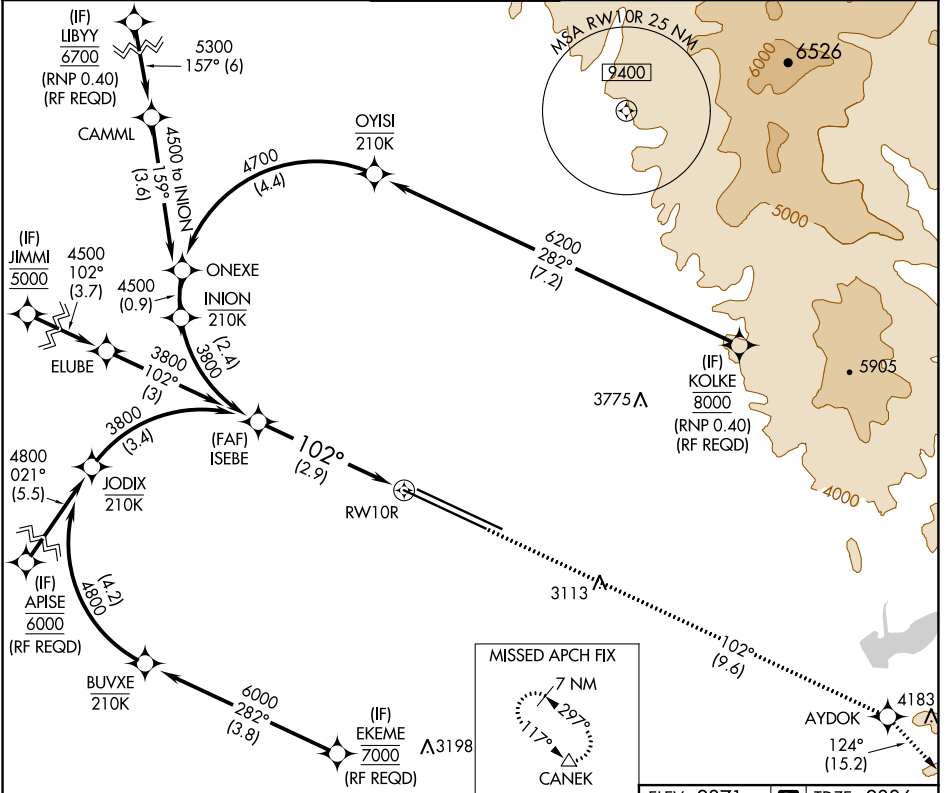 (IF)
LIBYY
6700
(RNP 0.40)
(RF REQD)
5300
157° (6)
CAMML
4500 to INION
159°
(3.6)
OYISI
210K
4700
(4.4)
MSA RW10R 25 NM
9400
6000
6526
5000
6200
282°
(7.2)
(IF)
JIMMI
5000
4500
102°
(3.7)
ONEXE
4500
(0.9)
INION
210K
(2.4)
3800
ELUBE
3800
102°
(3)
(IF)
KOLKE
8000
(RNP 0.40)
(RF REQD)
3775
5905
4000
3800
(3.4)
(FAF)
ISEBE
102°
(2.9)
RW10R
4800
021°
(5.5)
JODIX
210K
(IF)
APISE
6000
(RF REQD)
(4.2)
4800
BUVXE
210K
6000
282°
(3.8)
(IF)
EKEME
7000
(RF REQD)
3198
3113
102°
(9.6)
MISSED APCH FIX
7 NM
297°
117°
CANEK
AYDOK
4183
124°
(15.2)